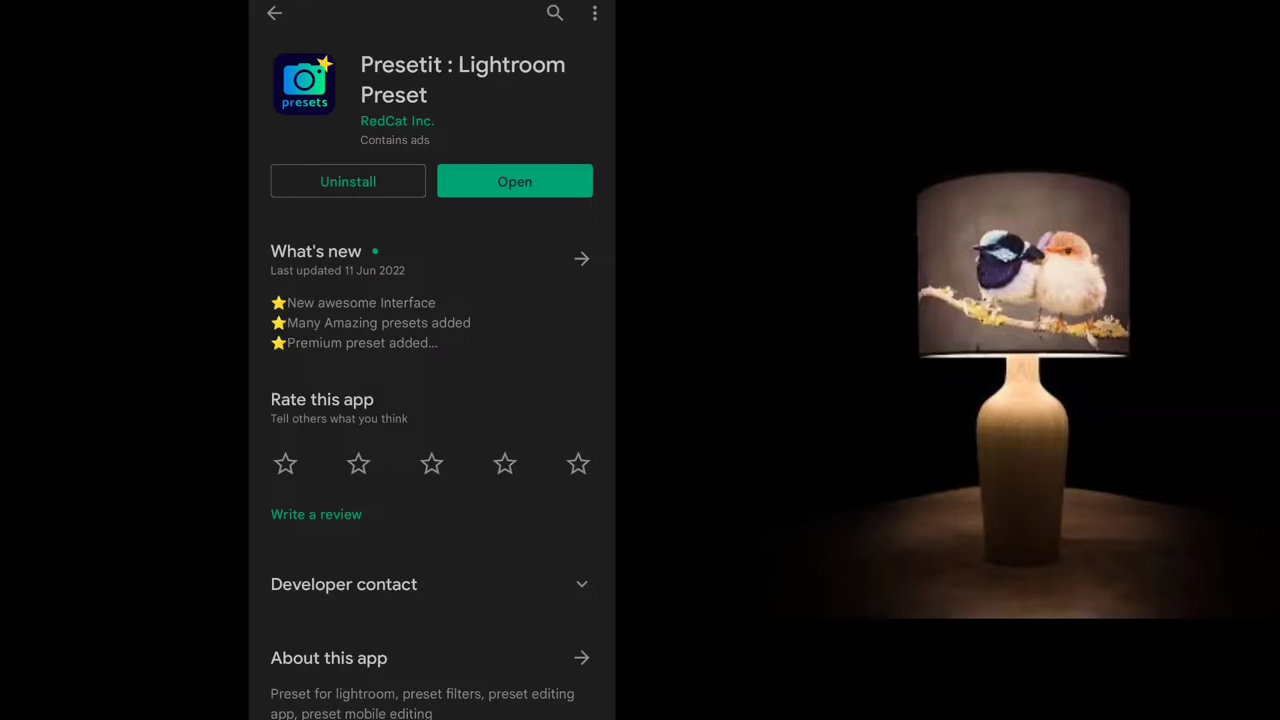 Presetit : Lightroom
Preset
presets
RedCat Inc.
Contains ads
Uninstall
Open
What's new
Last updated 11 Jun 2022
⭐New awesome Interface
⭐Many Amazing presets added
⭐Premium preset added...
Rate this app
Tell others what you think
Write a review
Developer contact
About this app
Preset for lightroom, preset filters, preset editing
app, preset mobile editing